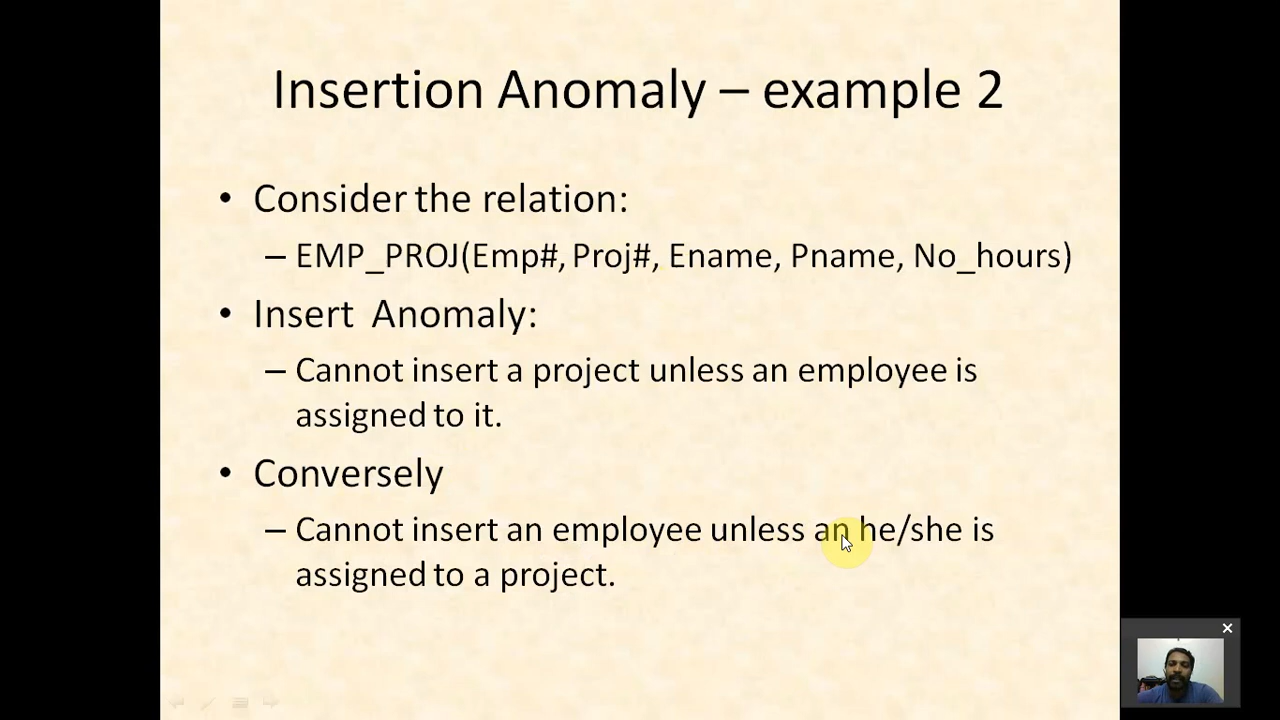 Insertion Anomaly – example 2
• Consider the relation:
– EMP_PROJ(Emp#, Proj#, Ename, Pname, No_hours)
• Insert Anomaly:
– Cannot insert a project unless an employee is
assigned to it.
• Conversely
– Cannot insert an employee unless an he/she is
assigned to a project.